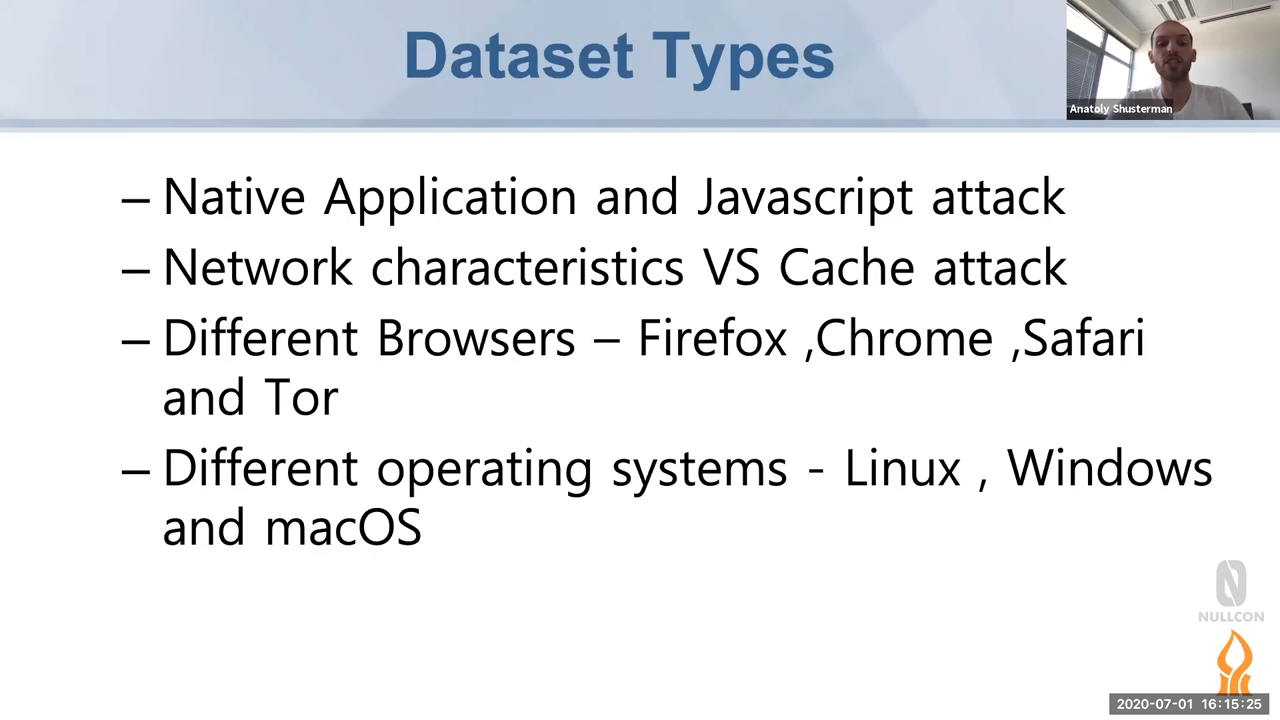 Dataset Types
Anatoly Shusterman
– Native Application and Javascript attack
– Network characteristics VS Cache attack
– Different Browsers – Firefox ,Chrome ,Safari
and Tor
– Different operating systems - Linux , Windows
and macOS
NULLCON
2020-07-01 16:15:25